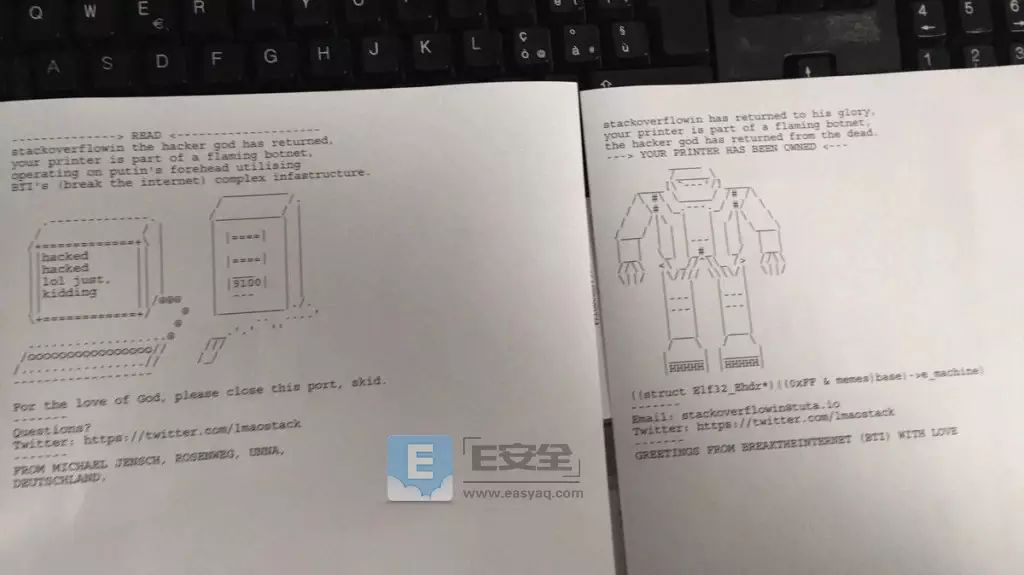 Q W E R Y U I O P
€
A S D F G H J K L ç
4 5 6
1 2 3
--------------> READ <-------------------
stackoverflowin the hacker god has returned,
your printer is part of a flaming botnet,
operating on putin's forehead utilising
BTI's (break the internet) complex infastructure.
hacked
hacked
lol just,
kidding
|====|
|====|
|9100|
For the love of God, please close this port, skid.
-------
Questions?
Twitter: https://twitter.com/lmaostack
-------
FROM MICHAEL JENSCH, ROSENWEG, UNNA,
DEUTSCHLAND,
stackoverflowin has returned to his glory,
your printer is part of a flaming botnet,
the hacker god has returned from the dead.
----> YOUR PRINTER HAS BEEN OWNED <---
HHHHH HHHHH
((struct Elf32_Ehdr*)((0xFF & memes)base)->e_machine)
-------
Email: stackoverflowin@tuta.io
Twitter: https://twitter.com/lmaostack
-------
GREETINGS FROM BREAKTHEINTERNET (BTI) WITH LOVE
E E安全
www.easyaq.com